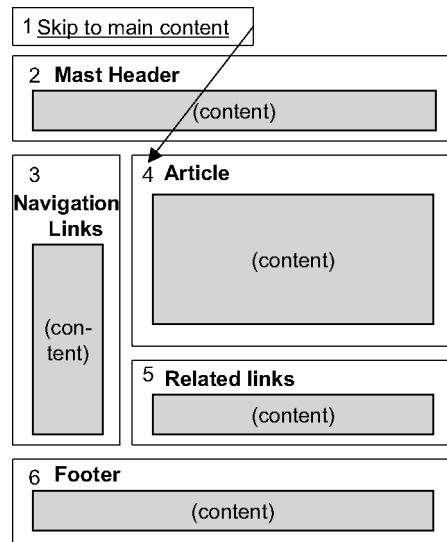 1 Skip to main content
2 Mast Header
(content)
3
Navigation
Links
(con-
tent)
4 Article
(content)
5 Related links
(content)
6 Footer
(content)